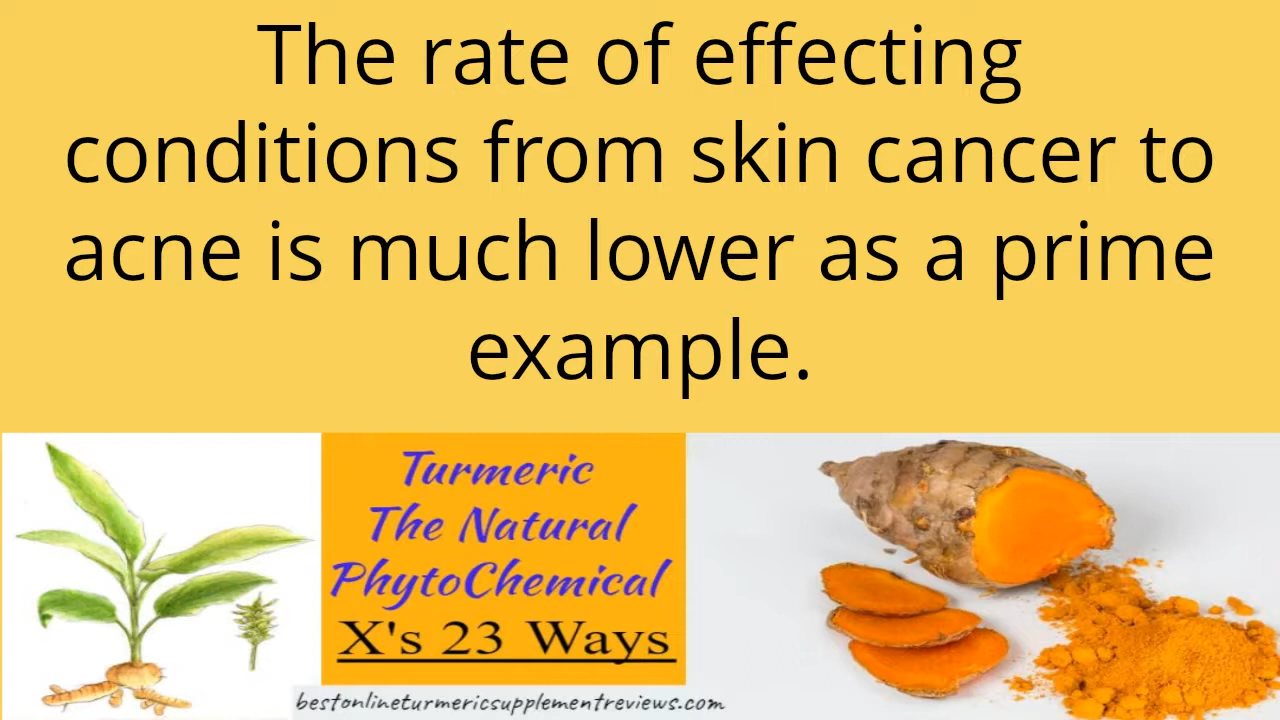 The rate of effecting
conditions from skin cancer to
acne is much lower as a prime
example.
Turmeric
The Natural
PhytoChemical
X's 23 Ways
bestonlineturmericsupplementreviews.com